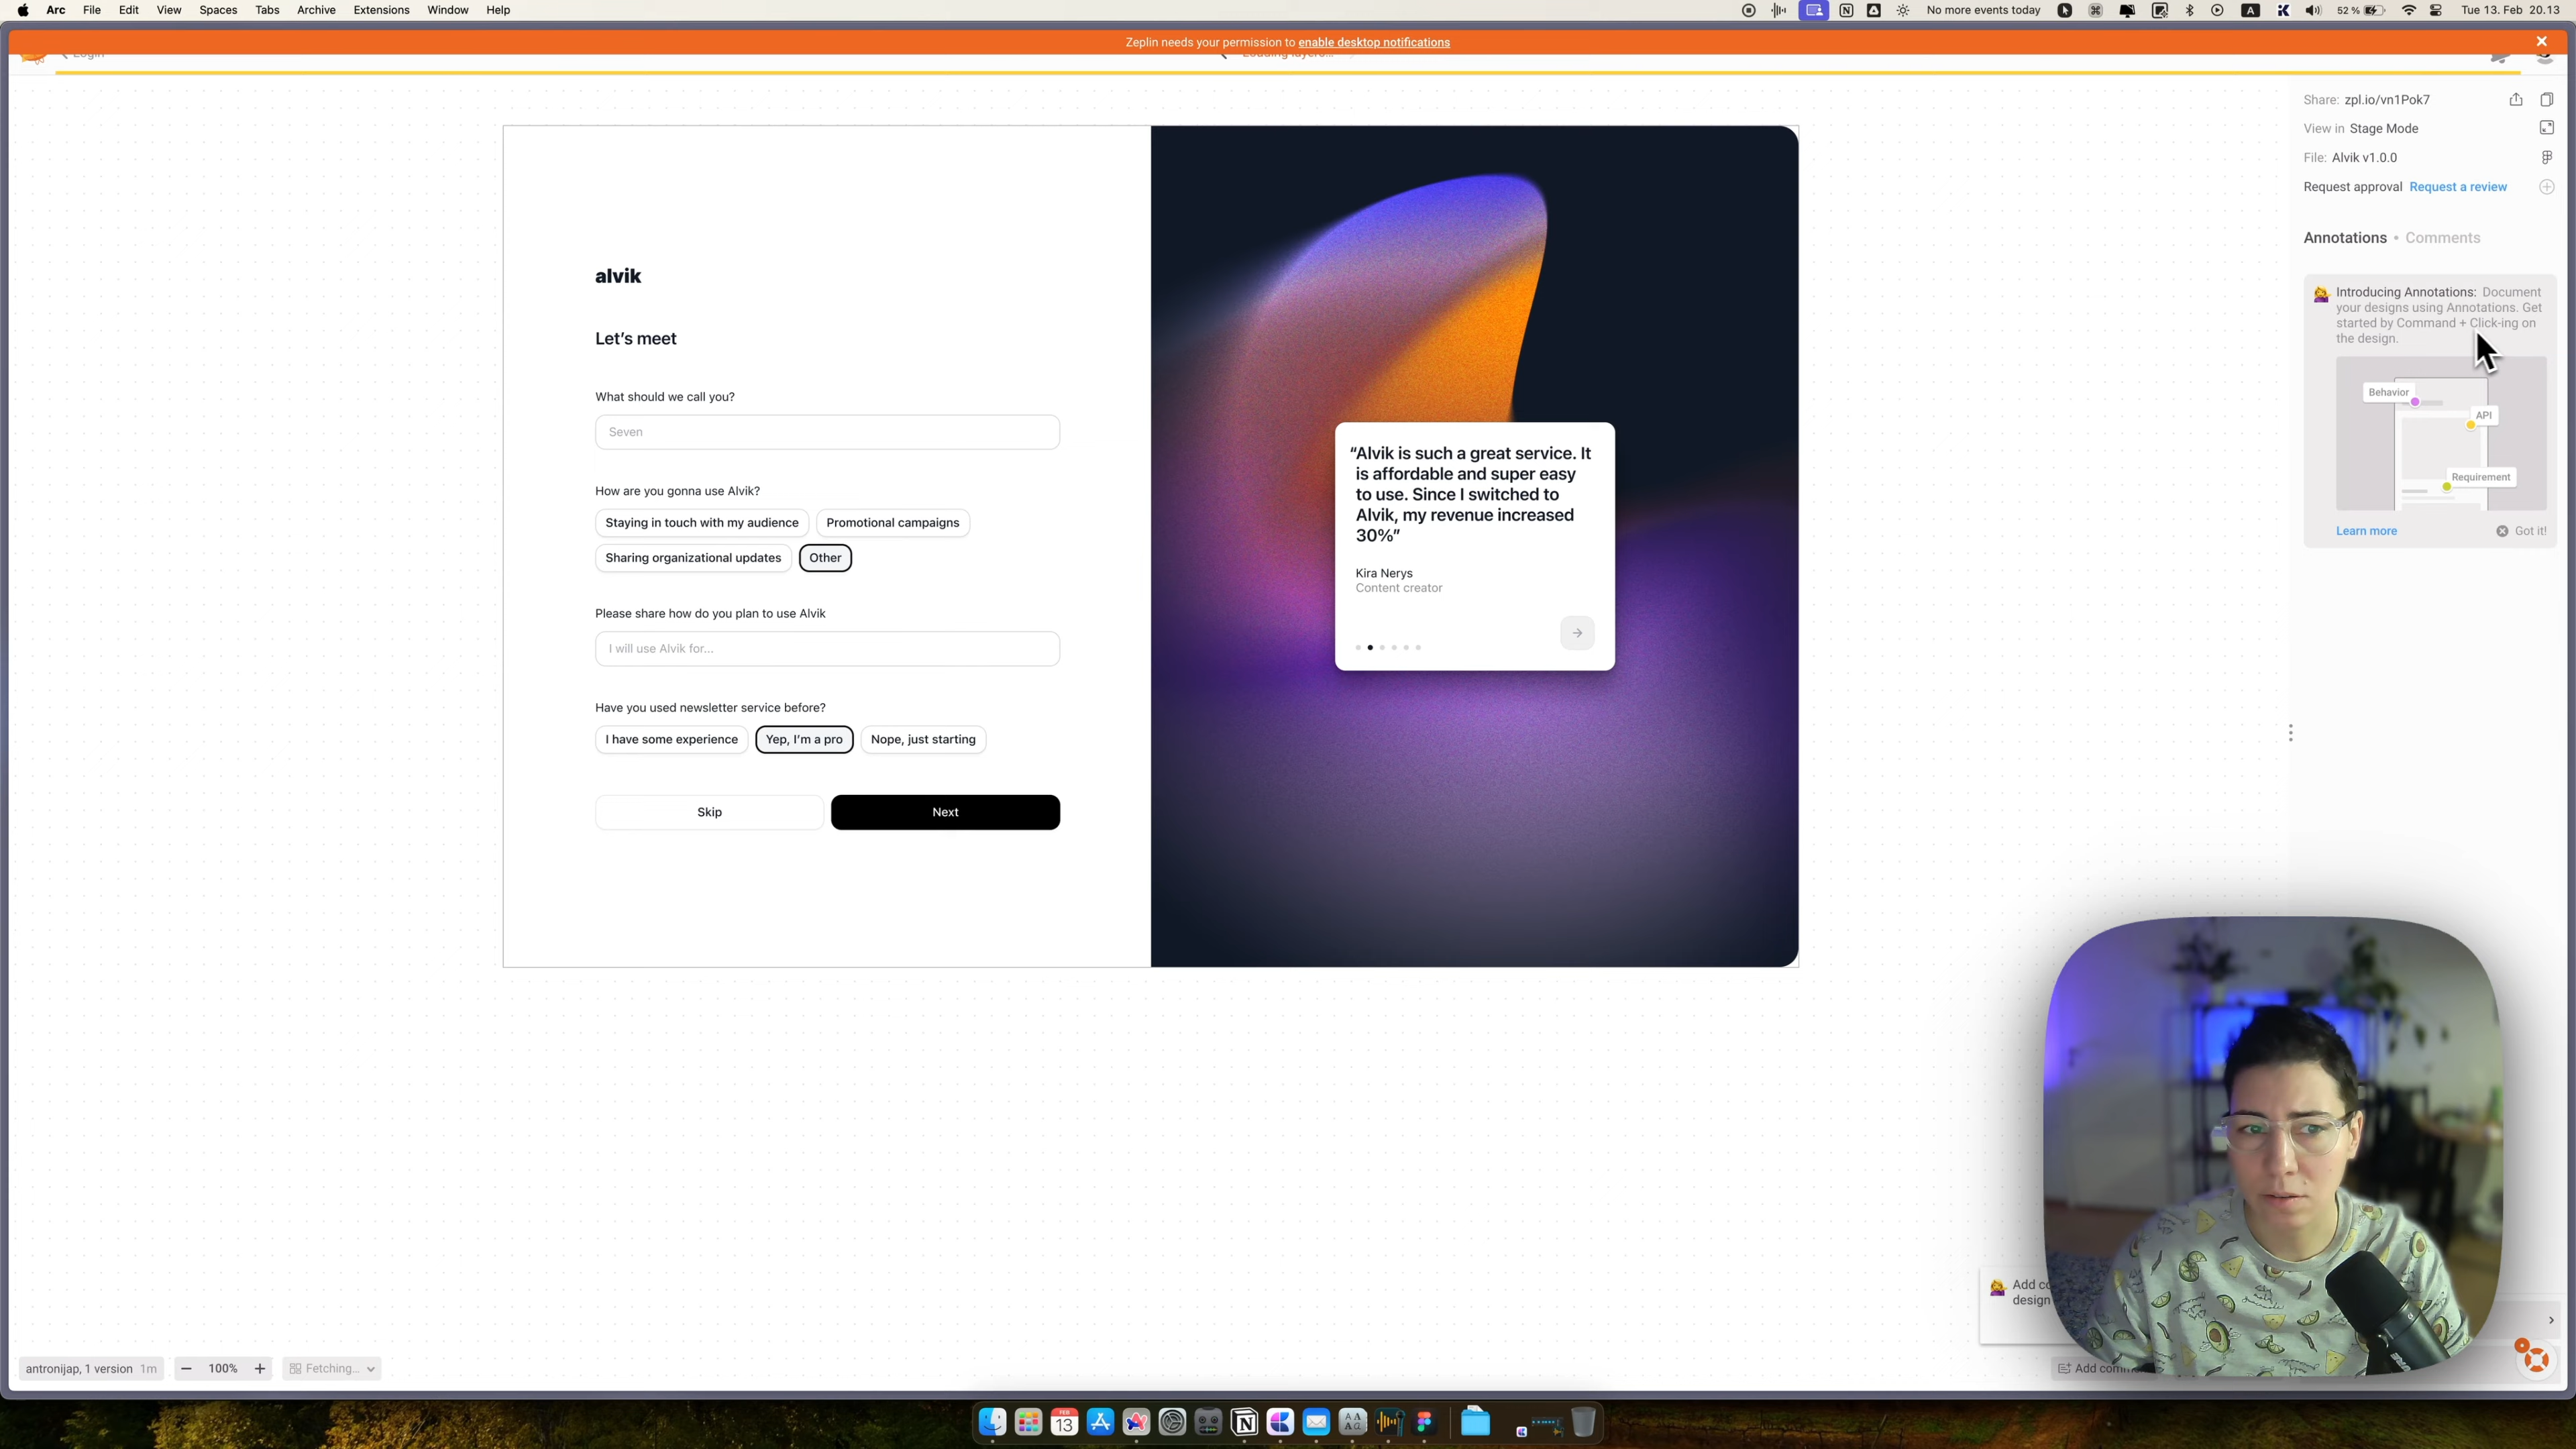 Arc File Edit View Spaces Tabs Archive Extensions Window Help
No more events today
52 %
Tue 13. Feb 20.13
Zeplin needs your permission to enable desktop notifications
Login
Loading layers...
Share: zpl.io/vn1Pok7
View in Stage Mode
File: Alvik v1.0.0
Request approval Request a review
Annotations • Comments
Introducing Annotations: Document
your designs using Annotations. Get
started by Command + Click-ing on
the design.
Behavior
API
Requirement
Learn more
Got it!
alvik
Let's meet
What should we call you?
Seven
How are you gonna use Alvik?
Staying in touch with my audience
Promotional campaigns
Sharing organizational updates
Other
Please share how do you plan to use Alvik
I will use Alvik for...
Have you used newsletter service before?
I have some experience
Yep, I'm a pro
Nope, just starting
Skip
Next
“Alvik is such a great service. It
is affordable and super easy
to use. Since I switched to
Alvik, my revenue increased
30%”
Kira Nerys
Content creator
Add
design
antronijap, 1 version 1m
100%
Fetching...
Add
FEB
13